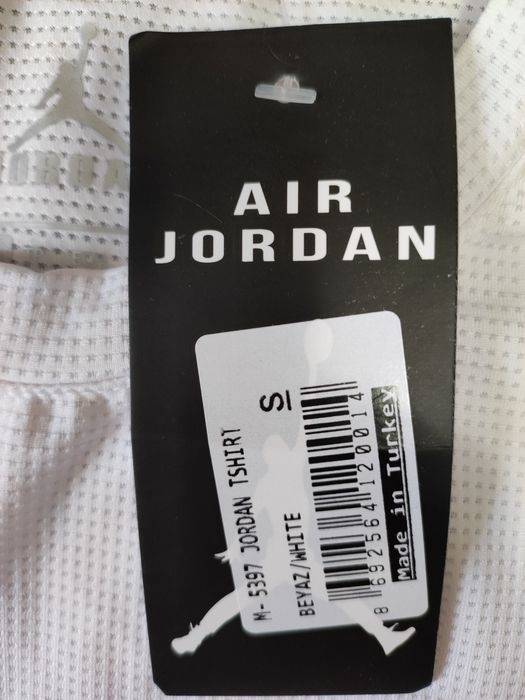 AIR
JORDAN
M- 5397 JORDAN TSHIRT
S
BEYAZ/WHITE
8 692564 120014
Made in Turkey